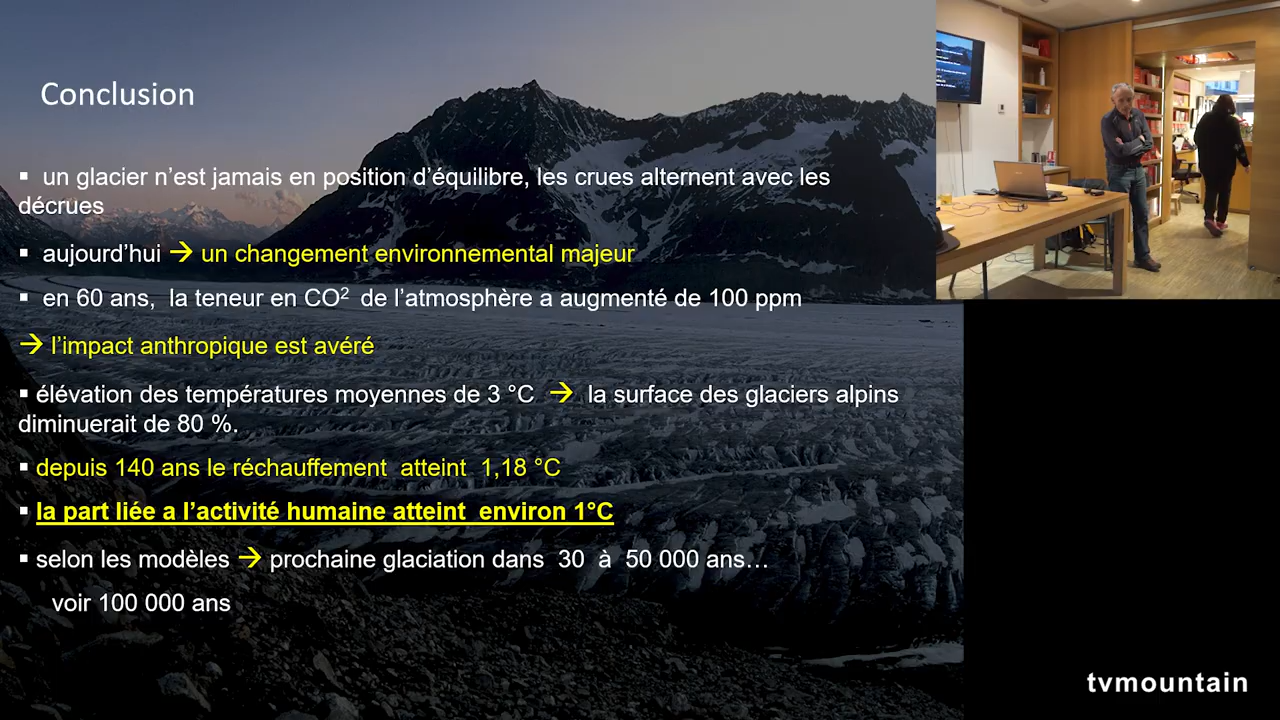 Conclusion
▪ un glacier n’est jamais en position d’équilibre, les crues alternent avec les
décrues
▪ aujourd’hui → un changement environnemental majeur
▪ en 60 ans, la teneur en CO² de l’atmosphère a augmenté de 100 ppm
→ l’impact anthropique est avéré
▪ élévation des températures moyennes de 3 °C → la surface des glaciers alpins
diminuerait de 80 %.
▪ depuis 140 ans le réchauffement atteint 1,18 °C
▪ la part liée a l’activité humaine atteint environ 1°C
▪ selon les modèles → prochaine glaciation dans 30 à 50 000 ans…
voir 100 000 ans
tvmountain